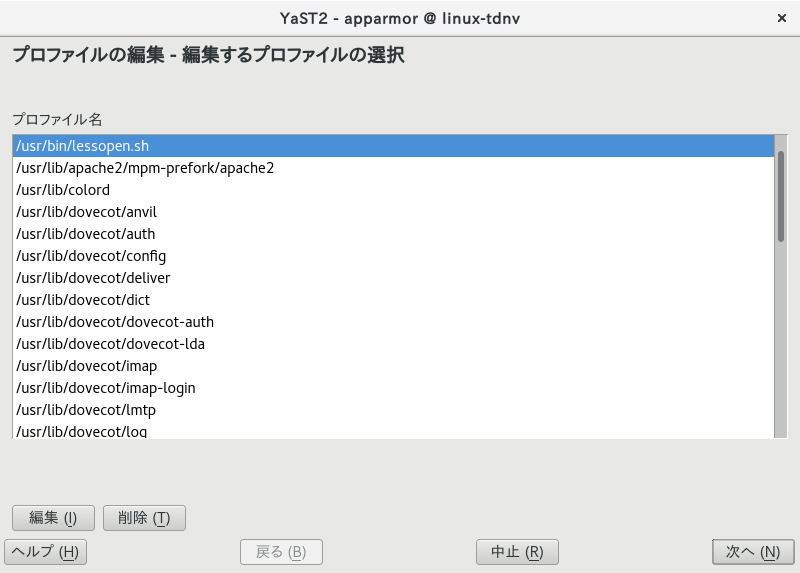 YaST2 - apparmor @ linux-tdnv
プロファイルの編集 - 編集するプロファイルの選択
プロファイル名
/usr/bin/lessopen.sh
/usr/lib/apache2/mpm-prefork/apache2
/usr/lib/colord
/usr/lib/dovecot/anvil
/usr/lib/dovecot/auth
/usr/lib/dovecot/config
/usr/lib/dovecot/deliver
/usr/lib/dovecot/dict
/usr/lib/dovecot/dovecot-auth
/usr/lib/dovecot/dovecot-lda
/usr/lib/dovecot/imap
/usr/lib/dovecot/imap-login
/usr/lib/dovecot/lmtp
/usr/lib/dovecot/log
編集 (I) 削除 (T)
ヘルプ (H) 戻る (B) 中止 (R) 次へ (N)